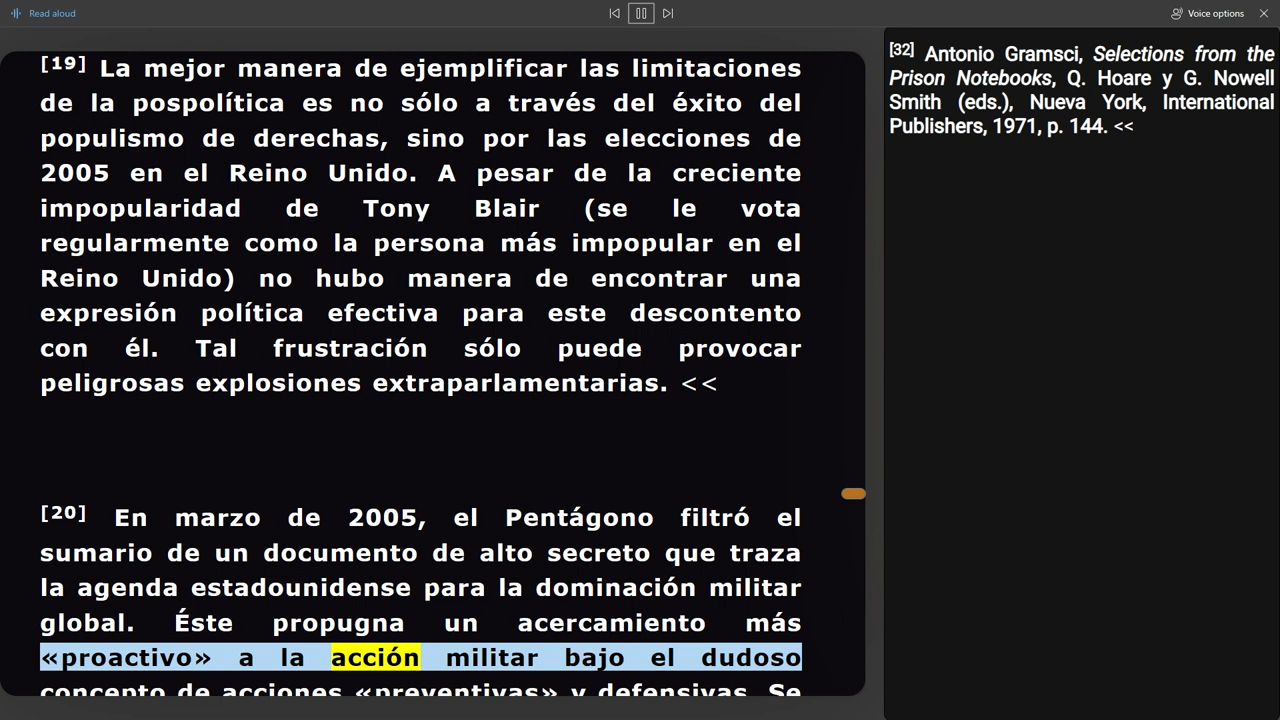 Read aloud
Voice options
[19] La mejor manera de ejemplificar las limitaciones
de la pospolítica es no sólo a través del éxito del
populismo de derechas, sino por las elecciones de
2005 en el Reino Unido. A pesar de la creciente
impopularidad de Tony Blair (se le vota
regularmente como la persona más impopular en el
Reino Unido) no hubo manera de encontrar una
expresión política efectiva para este descontento
con él. Tal frustración sólo puede provocar
peligrosas explosiones extraparlamentarias. <<
[20] En marzo de 2005, el Pentágono filtró el
sumario de un documento de alto secreto que traza
la agenda estadounidense para la dominación militar
global. Éste propugna un acercamiento más
«proactivo» a la acción militar bajo el dudoso
concepto de acciones «preventivas» y defensivas. Se
[32] Antonio Gramsci, Selections from the
Prison Notebooks, Q. Hoare y G. Nowell
Smith (eds.), Nueva York, International
Publishers, 1971, p. 144. <<